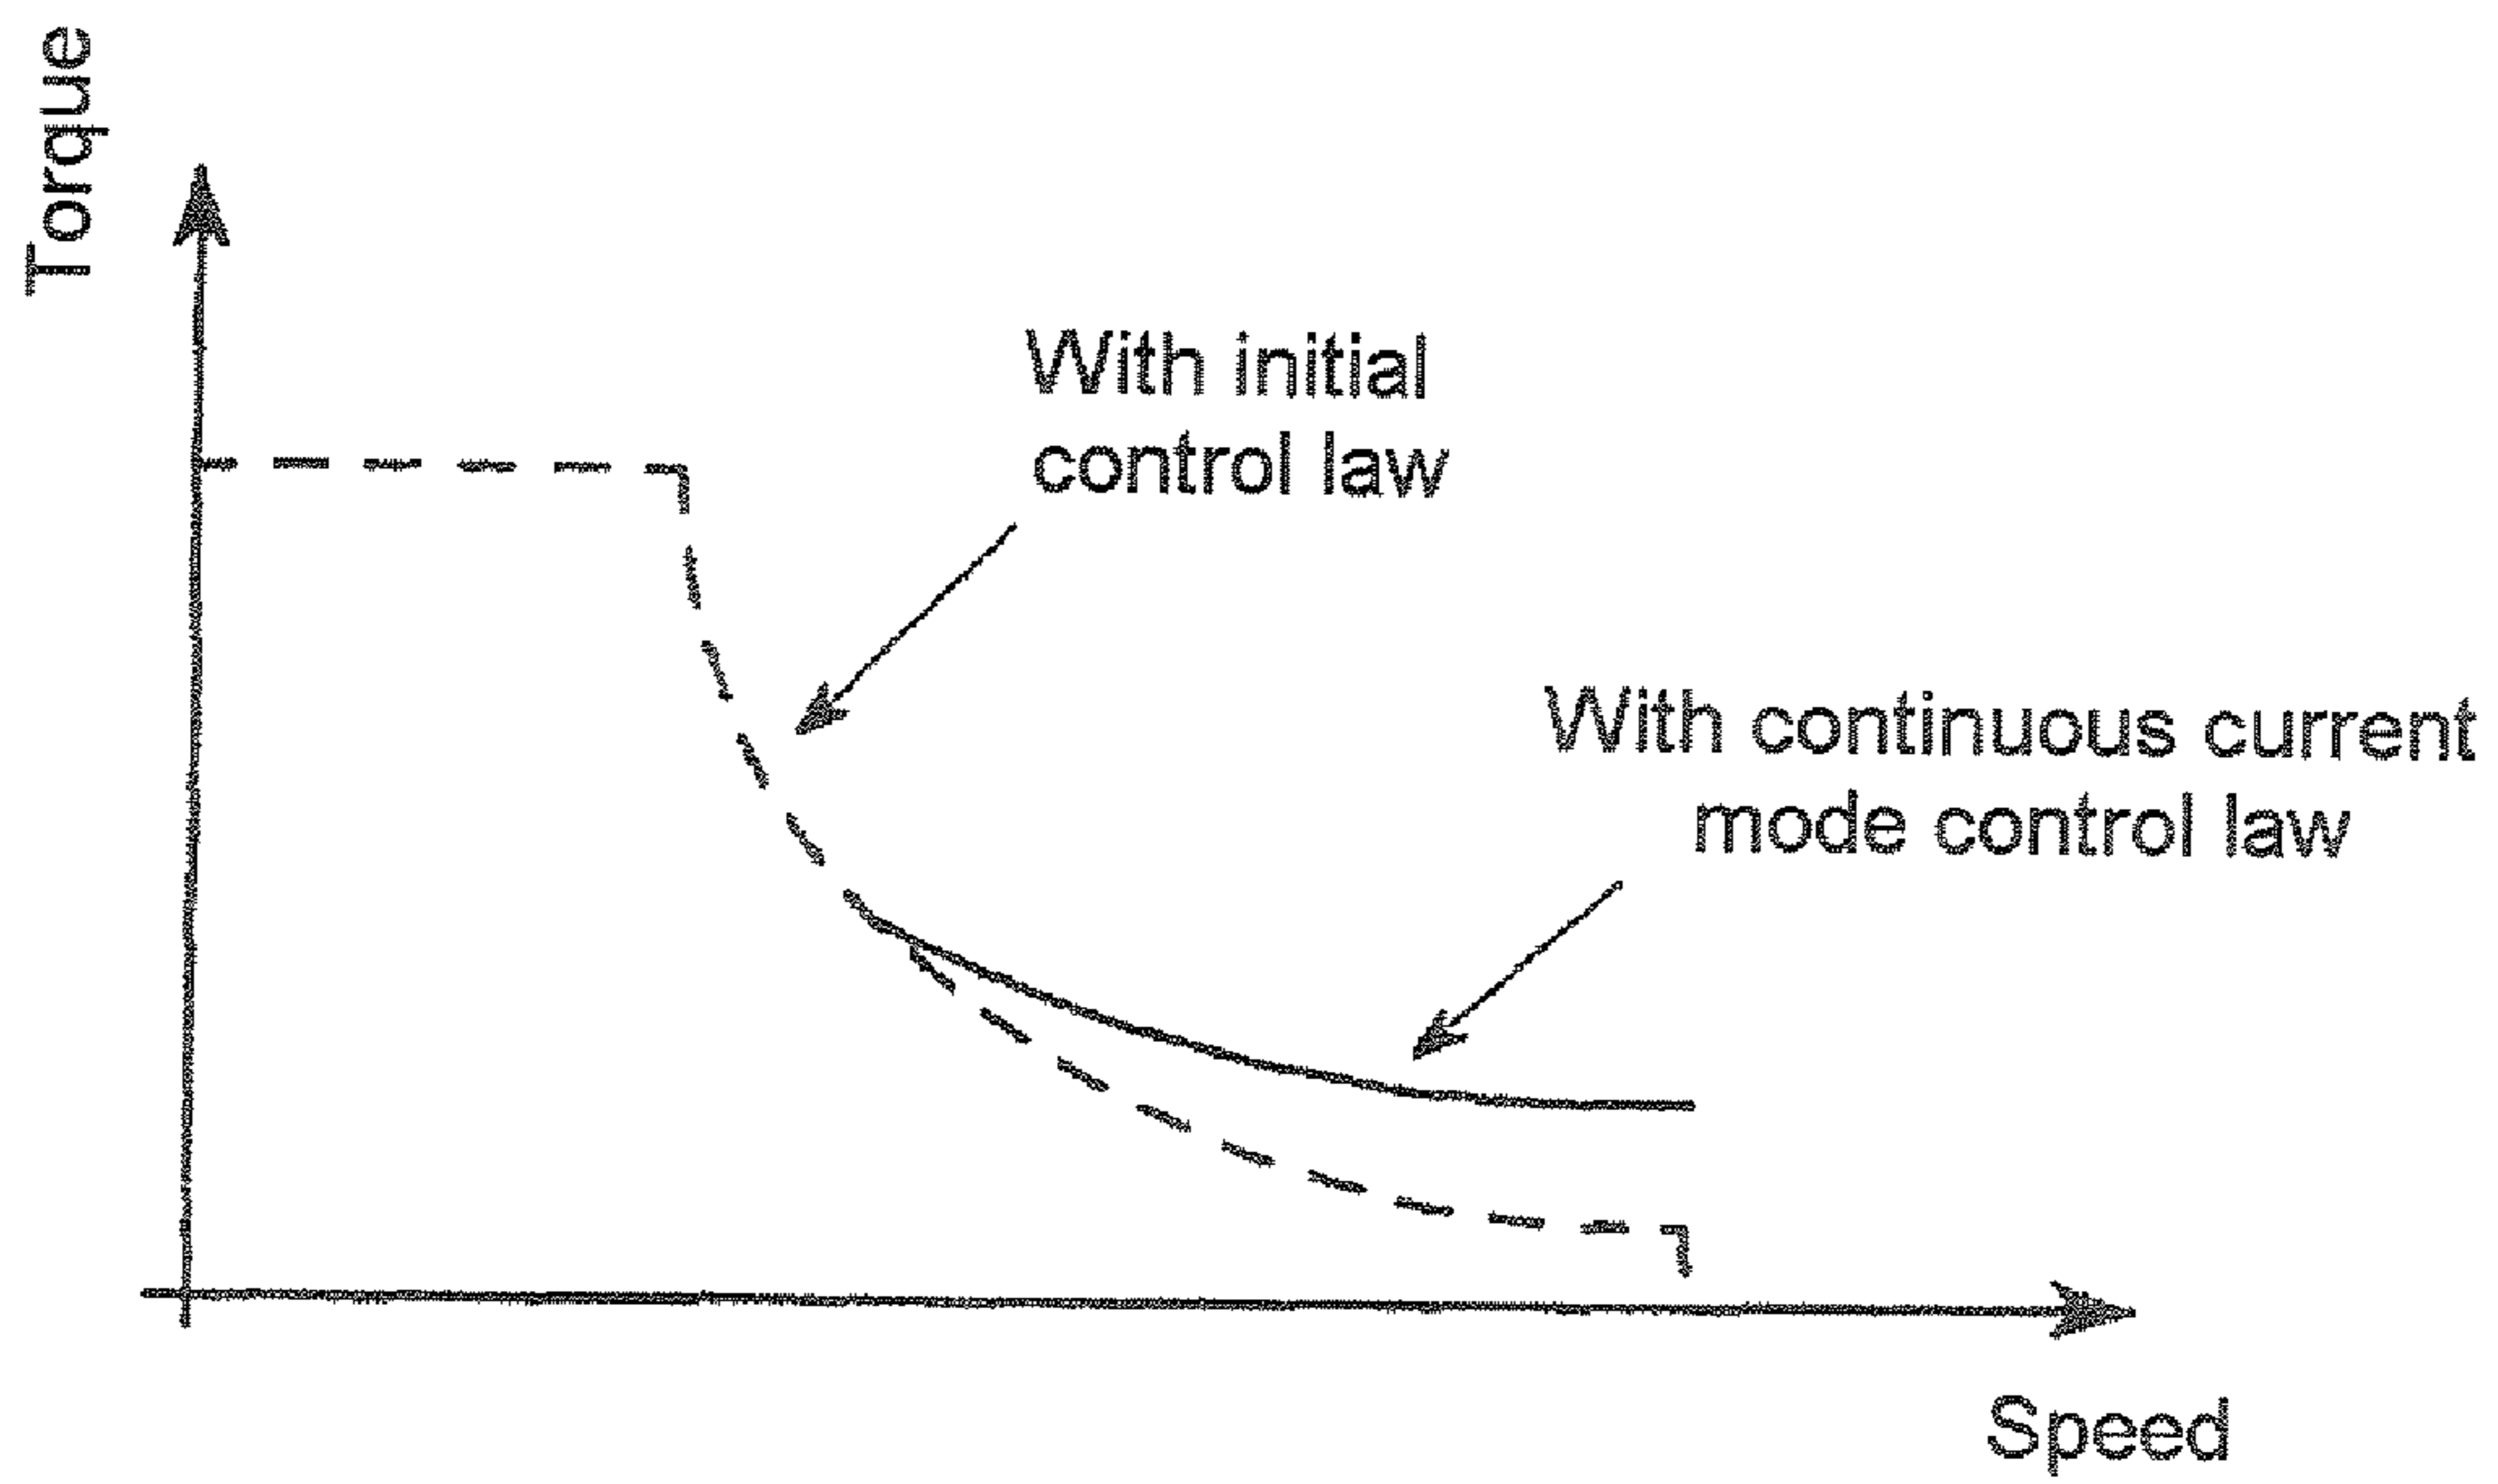 Torque
With initial
control law
With continuous current
mode control law
Speed